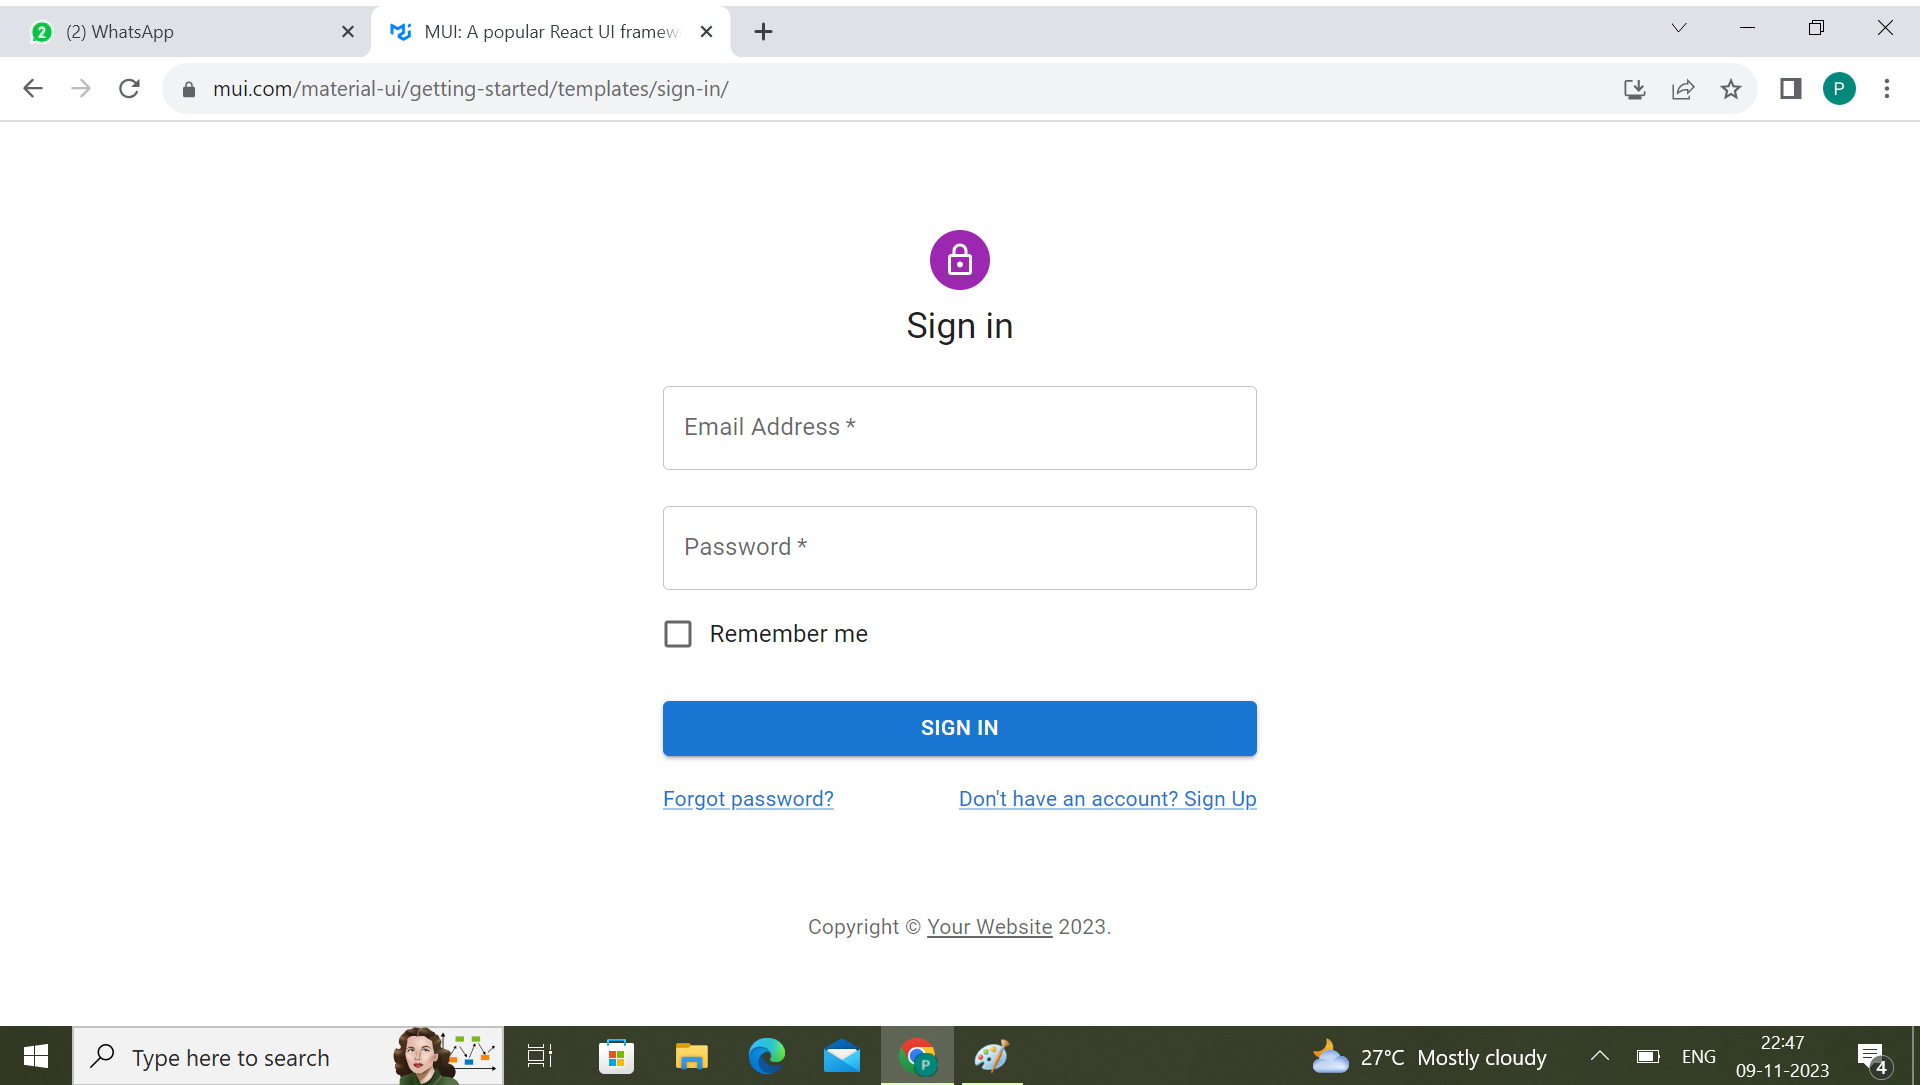 2 (2) WhatsApp
MUI: A popular React UI framew
mui.com/material-ui/getting-started/templates/sign-in/
P
Sign in
Email Address *
Password *
Remember me
SIGN IN
Forgot password?
Don't have an account? Sign Up
Copyright © Your Website 2023.
Type here to search
P
27°C Mostly cloudy
ENG
22:47
09-11-2023
4